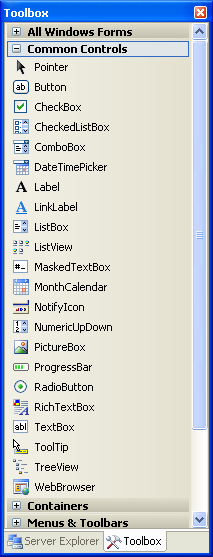 Toolbox
All Windows Forms
Common Controls
Pointer
Button
CheckBox
CheckedListBox
ComboBox
DateTimePicker
Label
LinkLabel
ListBox
ListView
MaskedTextBox
MonthCalendar
NotifyIcon
NumericUpDown
PictureBox
ProgressBar
RadioButton
RichTextBox
TextBox
ToolTip
TreeView
WebBrowser
Containers
Menus & Toolbars
Server Explorer Toolbox